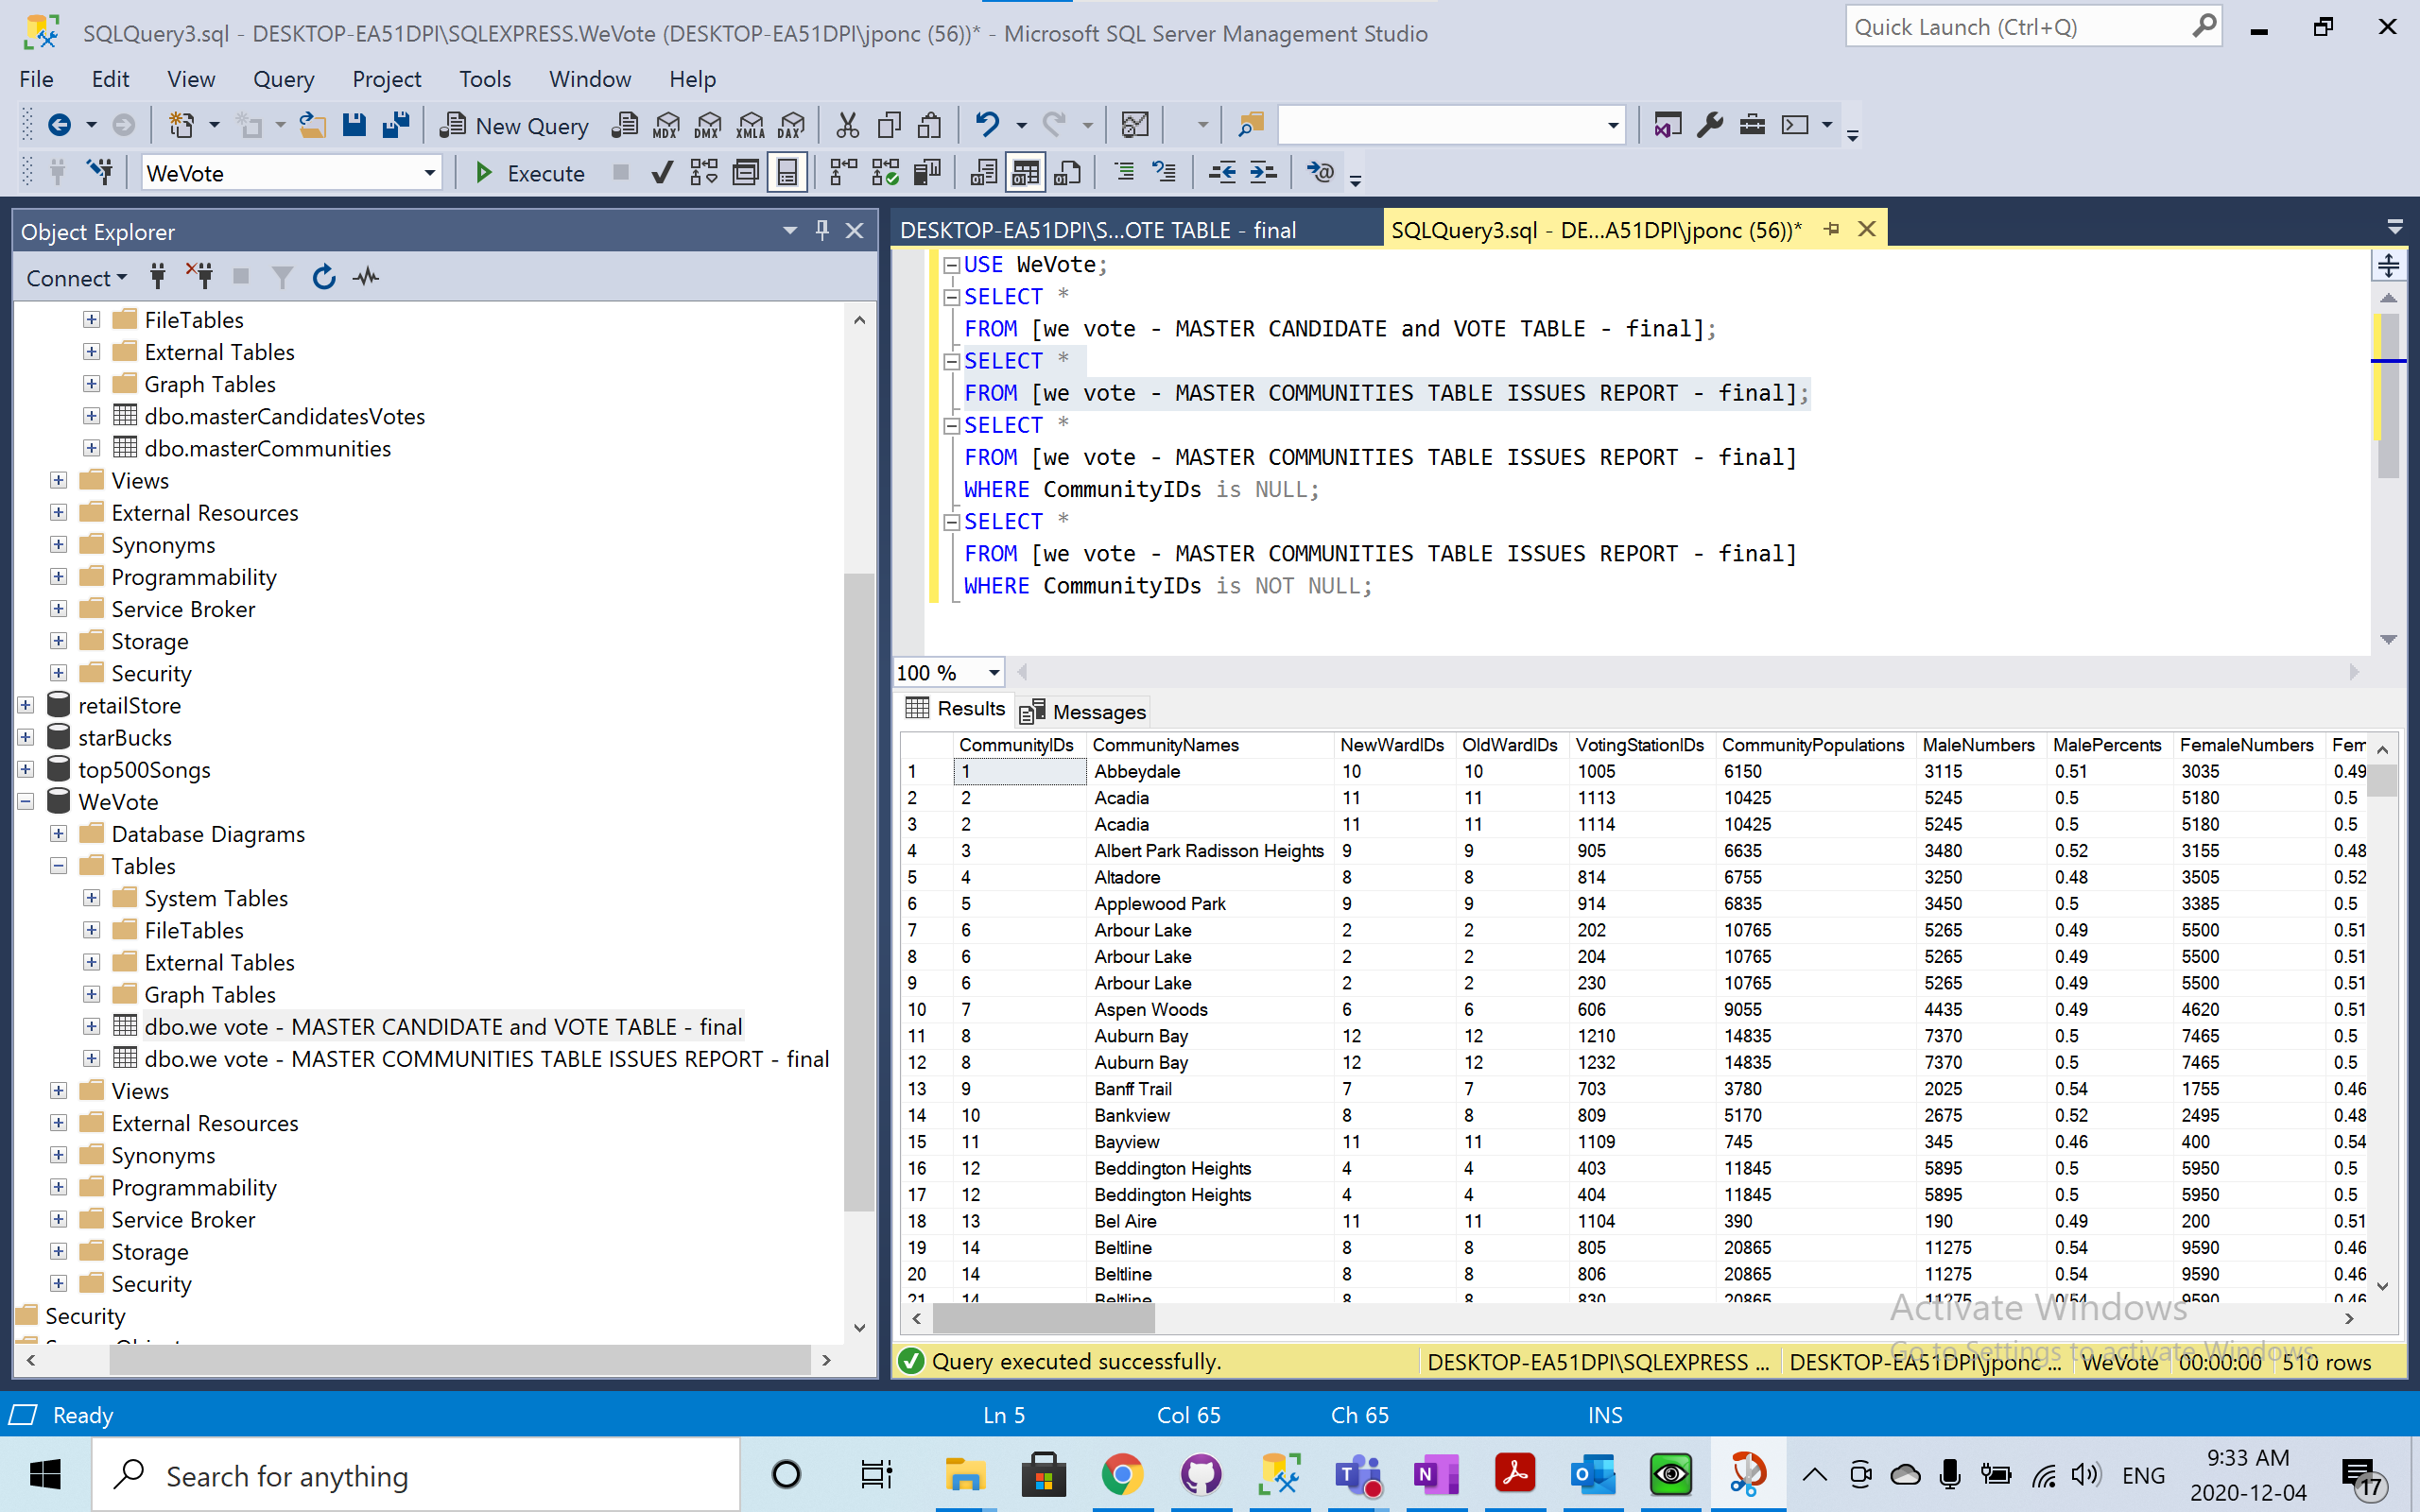 SQLQuery3.sql - DESKTOP-EA51DPI\SQLEXPRESS.WeVote (DESKTOP-EA51DPI\jponc (56))* - Microsoft SQL Server Management Studio
Quick Launch (Ctrl+Q)
File Edit View Query Project Tools Window Help
New Query MDX DMX XMLA DAX
WeVote Execute
Object Explorer
Connect
FileTables
External Tables
Graph Tables
dbo.masterCandidatesVotes
dbo.masterCommunities
Views
External Resources
Synonyms
Programmability
Service Broker
Storage
Security
retailStore
starBucks
top500Songs
WeVote
Database Diagrams
Tables
System Tables
FileTables
External Tables
Graph Tables
dbo.we vote - MASTER CANDIDATE and VOTE TABLE - final
dbo.we vote - MASTER COMMUNITIES TABLE ISSUES REPORT - final
Views
External Resources
Synonyms
Programmability
Service Broker
Storage
Security
Security
DESKTOP-EA51DPI\S...OTE TABLE - final
SQLQuery3.sql - DE...A51DPI\jponc (56))*
USE WeVote;
SELECT *
FROM [we vote - MASTER CANDIDATE and VOTE TABLE - final];
SELECT *
FROM [we vote - MASTER COMMUNITIES TABLE ISSUES REPORT - final];
SELECT *
FROM [we vote - MASTER COMMUNITIES TABLE ISSUES REPORT - final]
WHERE CommunityIDs is NULL;
SELECT *
FROM [we vote - MASTER COMMUNITIES TABLE ISSUES REPORT - final]
WHERE CommunityIDs is NOT NULL;
100 %
Results Messages
CommunityIDs CommunityNames NewWardIDs OldWardIDs VotingStationIDs CommunityPopulations MaleNumbers MalePercents FemaleNumbers Fem
1 1 Abbeydale 10 10 1005 6150 3115 0.51 3035 0.49
2 2 Acadia 11 11 1113 10425 5245 0.5 5180 0.5
3 2 Acadia 11 11 1114 10425 5245 0.5 5180 0.5
4 3 Albert Park Radisson Heights 9 9 905 6635 3480 0.52 3155 0.48
5 4 Altadore 8 8 814 6755 3250 0.48 3505 0.52
6 5 Applewood Park 9 9 914 6835 3450 0.5 3385 0.5
7 6 Arbour Lake 2 2 202 10765 5265 0.49 5500 0.51
8 6 Arbour Lake 2 2 204 10765 5265 0.49 5500 0.51
9 6 Arbour Lake 2 2 230 10765 5265 0.49 5500 0.51
10 7 Aspen Woods 6 6 606 9055 4435 0.49 4620 0.51
11 8 Auburn Bay 12 12 1210 14835 7370 0.5 7465 0.5
12 8 Auburn Bay 12 12 1232 14835 7370 0.5 7465 0.5
13 9 Banff Trail 7 7 703 3780 2025 0.54 1755 0.46
14 10 Bankview 8 8 809 5170 2675 0.52 2495 0.48
15 11 Bayview 11 11 1109 745 345 0.46 400 0.54
16 12 Beddington Heights 4 4 403 11845 5895 0.5 5950 0.5
17 12 Beddington Heights 4 4 404 11845 5895 0.5 5950 0.5
18 13 Bel Aire 11 11 1104 390 190 0.49 200 0.51
19 14 Beltline 8 8 805 20865 11275 0.54 9590 0.46
20 14 Beltline 8 8 806 20865 11275 0.54 9590 0.46
21 14 Beltline 8 8 830 20865 11275 0.54 9590 0.46
Activate Windows
Go to Settings to activate Windows.
Query executed successfully. DESKTOP-EA51DPI\SQLEXPRESS ... DESKTOP-EA51DPI\jponc ... WeVote 00:00:00 510 rows
Ready Ln 5 Col 65 Ch 65 INS
Search for anything
ENG
9:33 AM
2020-12-04
17